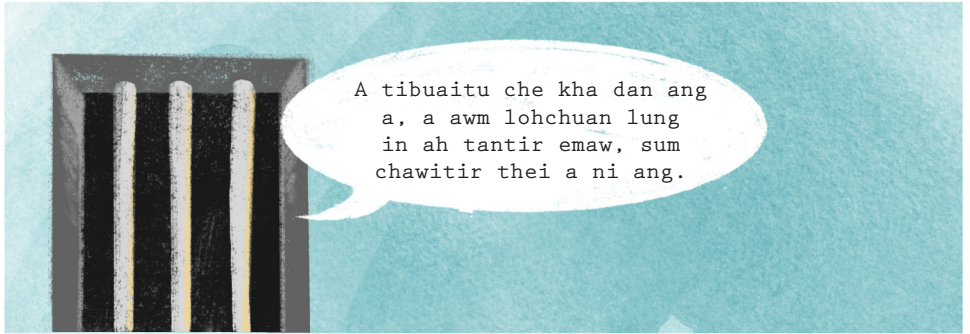 A tibuaitu che kha dan ang
a, a awm lohchuan lung
in ah tantir emaw, sum
chawitir thei a ni ang.